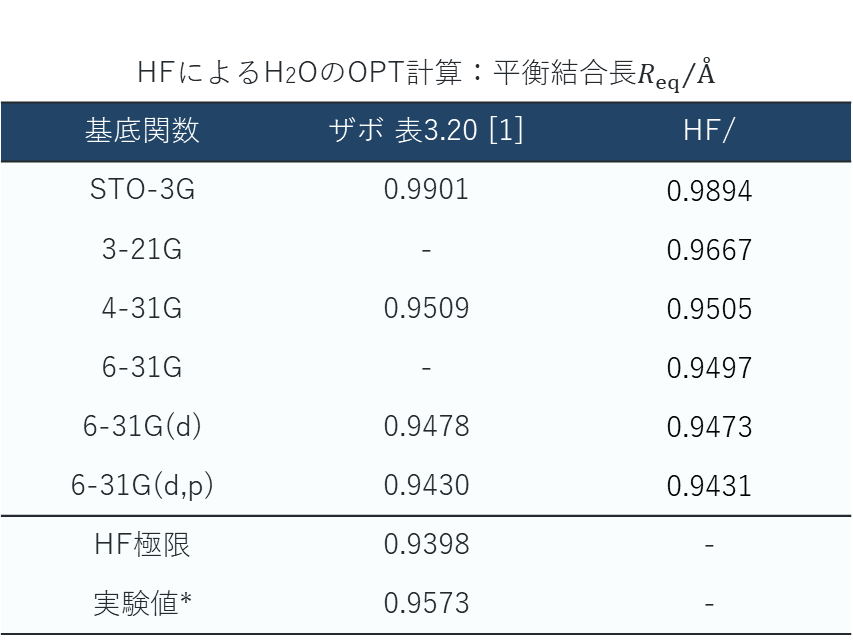 HFによるH2OのOPT計算：平衡結合長Req/Å
基底関数 ザボ 表3.20 [1] HF/
STO-3G 0.9901 0.9894
3-21G - 0.9667
4-31G 0.9509 0.9505
6-31G - 0.9497
6-31G(d) 0.9478 0.9473
6-31G(d,p) 0.9430 0.9431
HF極限 0.9398 -
実験値* 0.9573 -